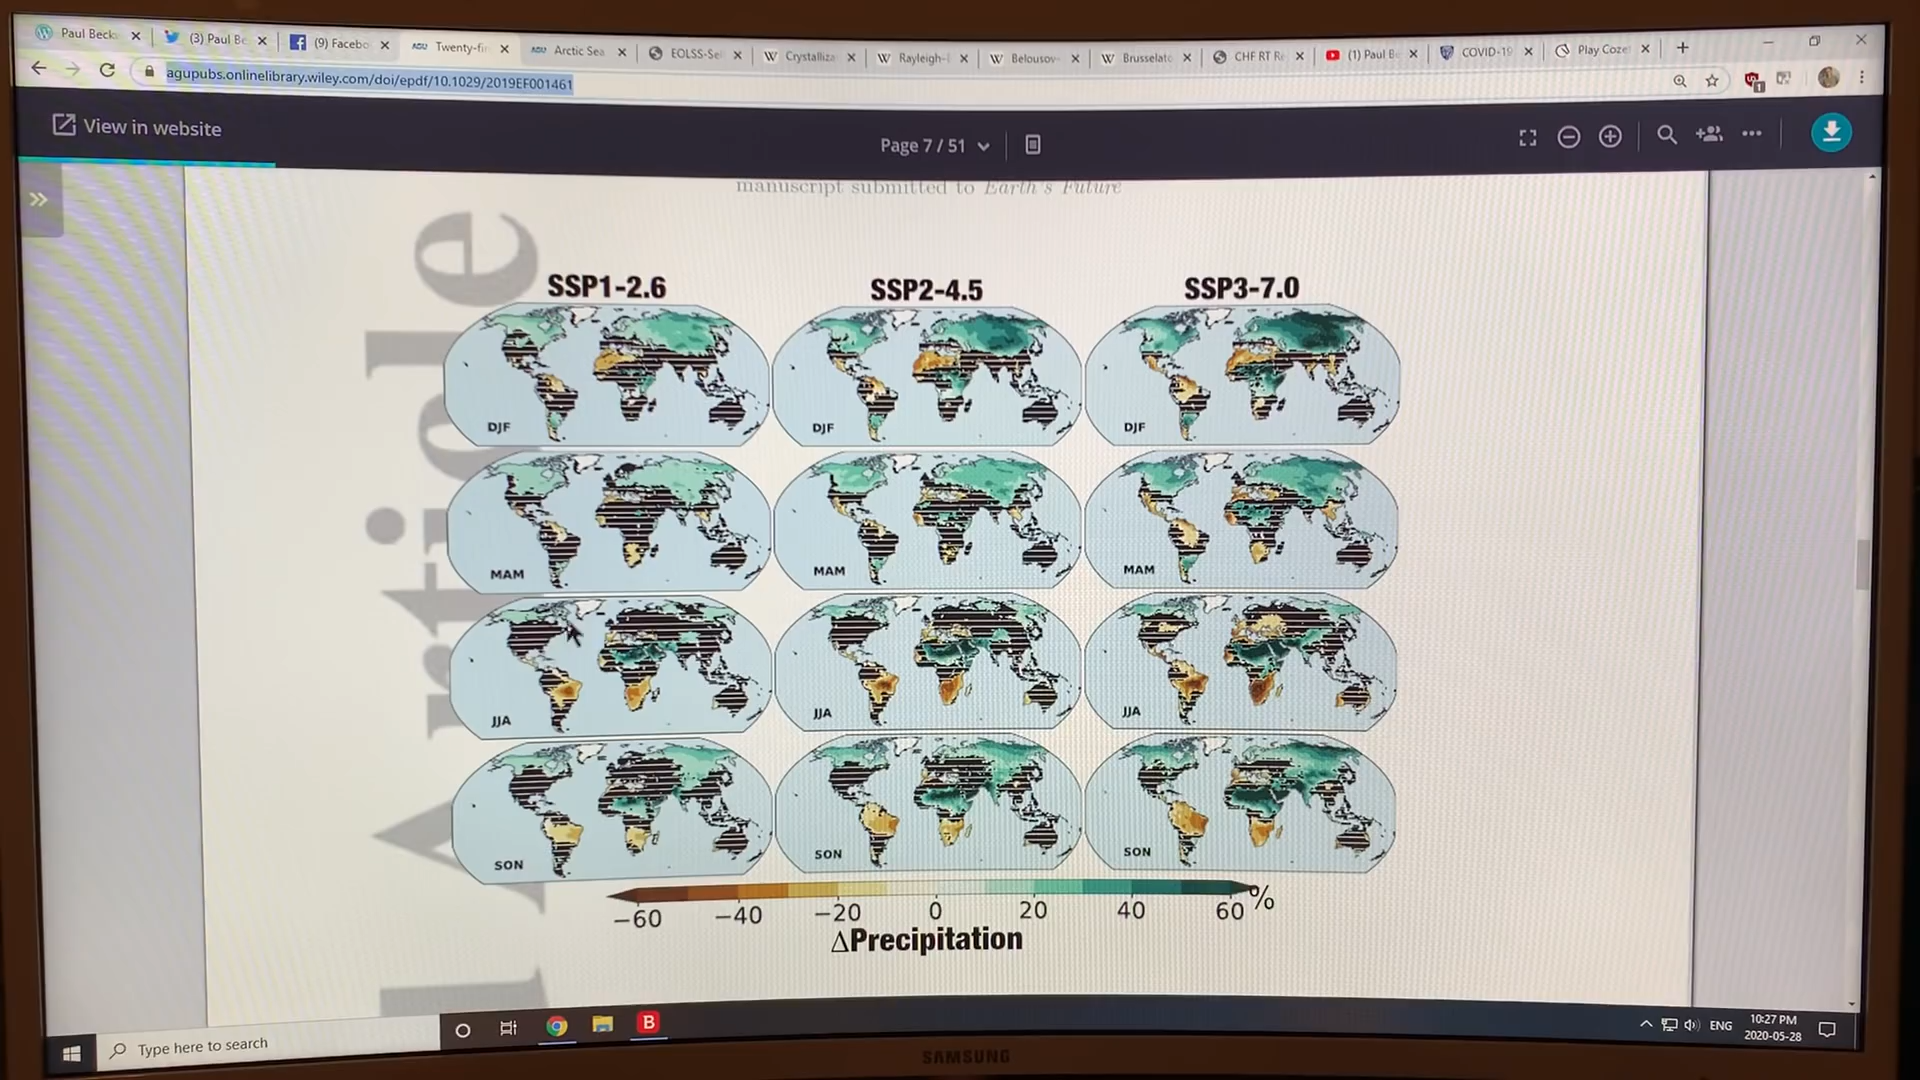 Paul Beck
(3) Paul Be
(9) Facebo
AGU
Twenty-fi
AGU
Arctic Sea
EOLSS-Se
W
Crystalliza
W
Rayleigh-
W
Belousov-
W
Brusselato
CHF RT R
(1) Paul Be
COVID-19
Play Coze
agupubs.onlinelibrary.wiley.com/doi/epdf/10.1029/2019EF001461
View in website
Page 7 / 51
manuscript submitted to Earth's Future
Article
SSP1-2.6 SSP2-4.5 SSP3-7.0
DJF DJF DJF
MAM MAM MAM
JJA JJA JJA
SON SON SON
−60 −40 −20 0 20 40 60 %
ΔPrecipitation
Type here to search
B
ENG
10:27 PM
2020-05-28
SAMSUNG